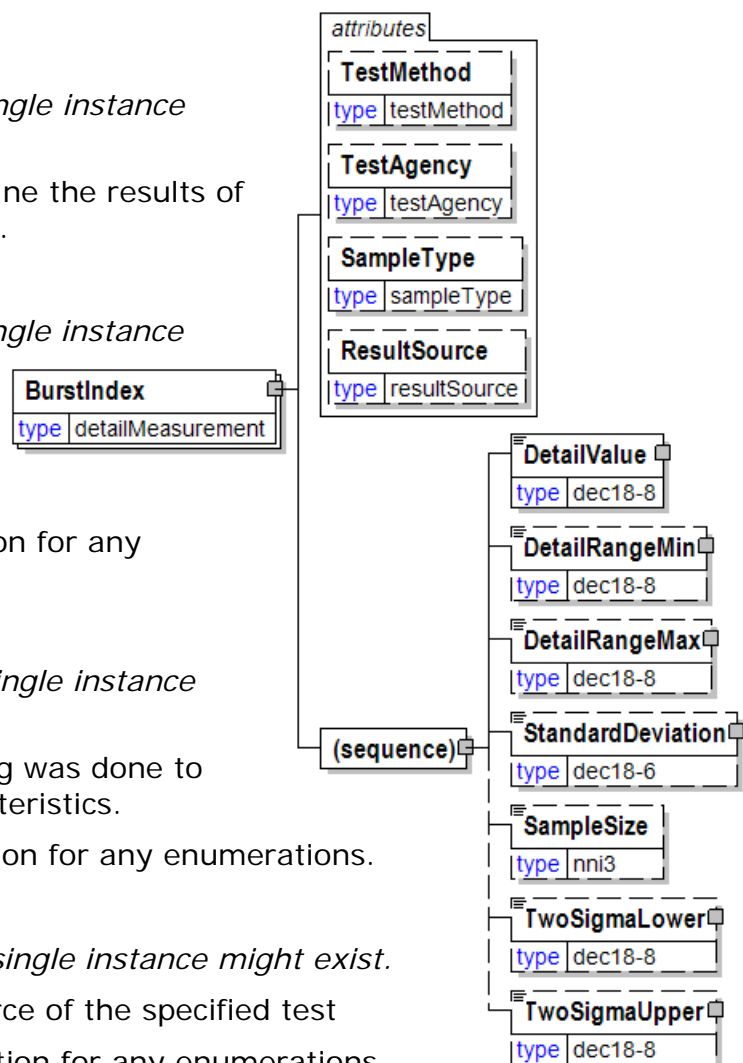 ngle instance
ne the results of
.
ngle instance
on for any
ingle instance
g was done to
teristics.
on for any enumerations.
single instance might exist.
rce of the specified test
tion for any enumerations
BurstIndex
type detailMeasurement
attributes
TestMethod
type testMethod
TestAgency
type testAgency
SampleType
type sampleType
ResultSource
type resultSource
(sequence)
DetailValue
type dec18-8
DetailRangeMin
type dec18-8
DetailRangeMax
type dec18-8
StandardDeviation
type dec18-6
SampleSize
type nni3
TwoSigmaLower
type dec18-8
TwoSigmaUpper
type dec18-8